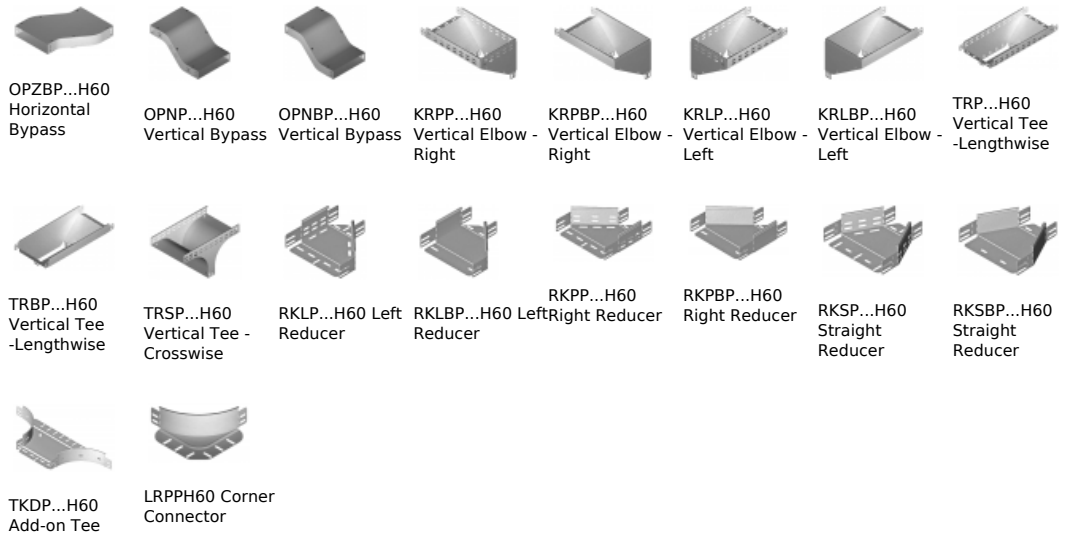 OPZBP...H60
Horizontal
Bypass
OPNP...H60
Vertical Bypass
OPNBP...H60
Vertical Bypass
KRPP...H60
Vertical Elbow -
Right
KRPBP...H60
Vertical Elbow -
Right
KRLP...H60
Vertical Elbow -
Left
KRLBP...H60
Vertical Elbow -
Left
TRP...H60
Vertical Tee
-Lengthwise
TRBP...H60
Vertical Tee
-Lengthwise
TRSP...H60
Vertical Tee -
Crosswise
RKLP...H60 Left
Reducer
RKLBP...H60 Left
Reducer
RKPP...H60
Right Reducer
RKPBP...H60
Right Reducer
RKSP...H60
Straight
Reducer
RKSBP...H60
Straight
Reducer
TKDP...H60
Add-on Tee
LRPPH60 Corner
Connector